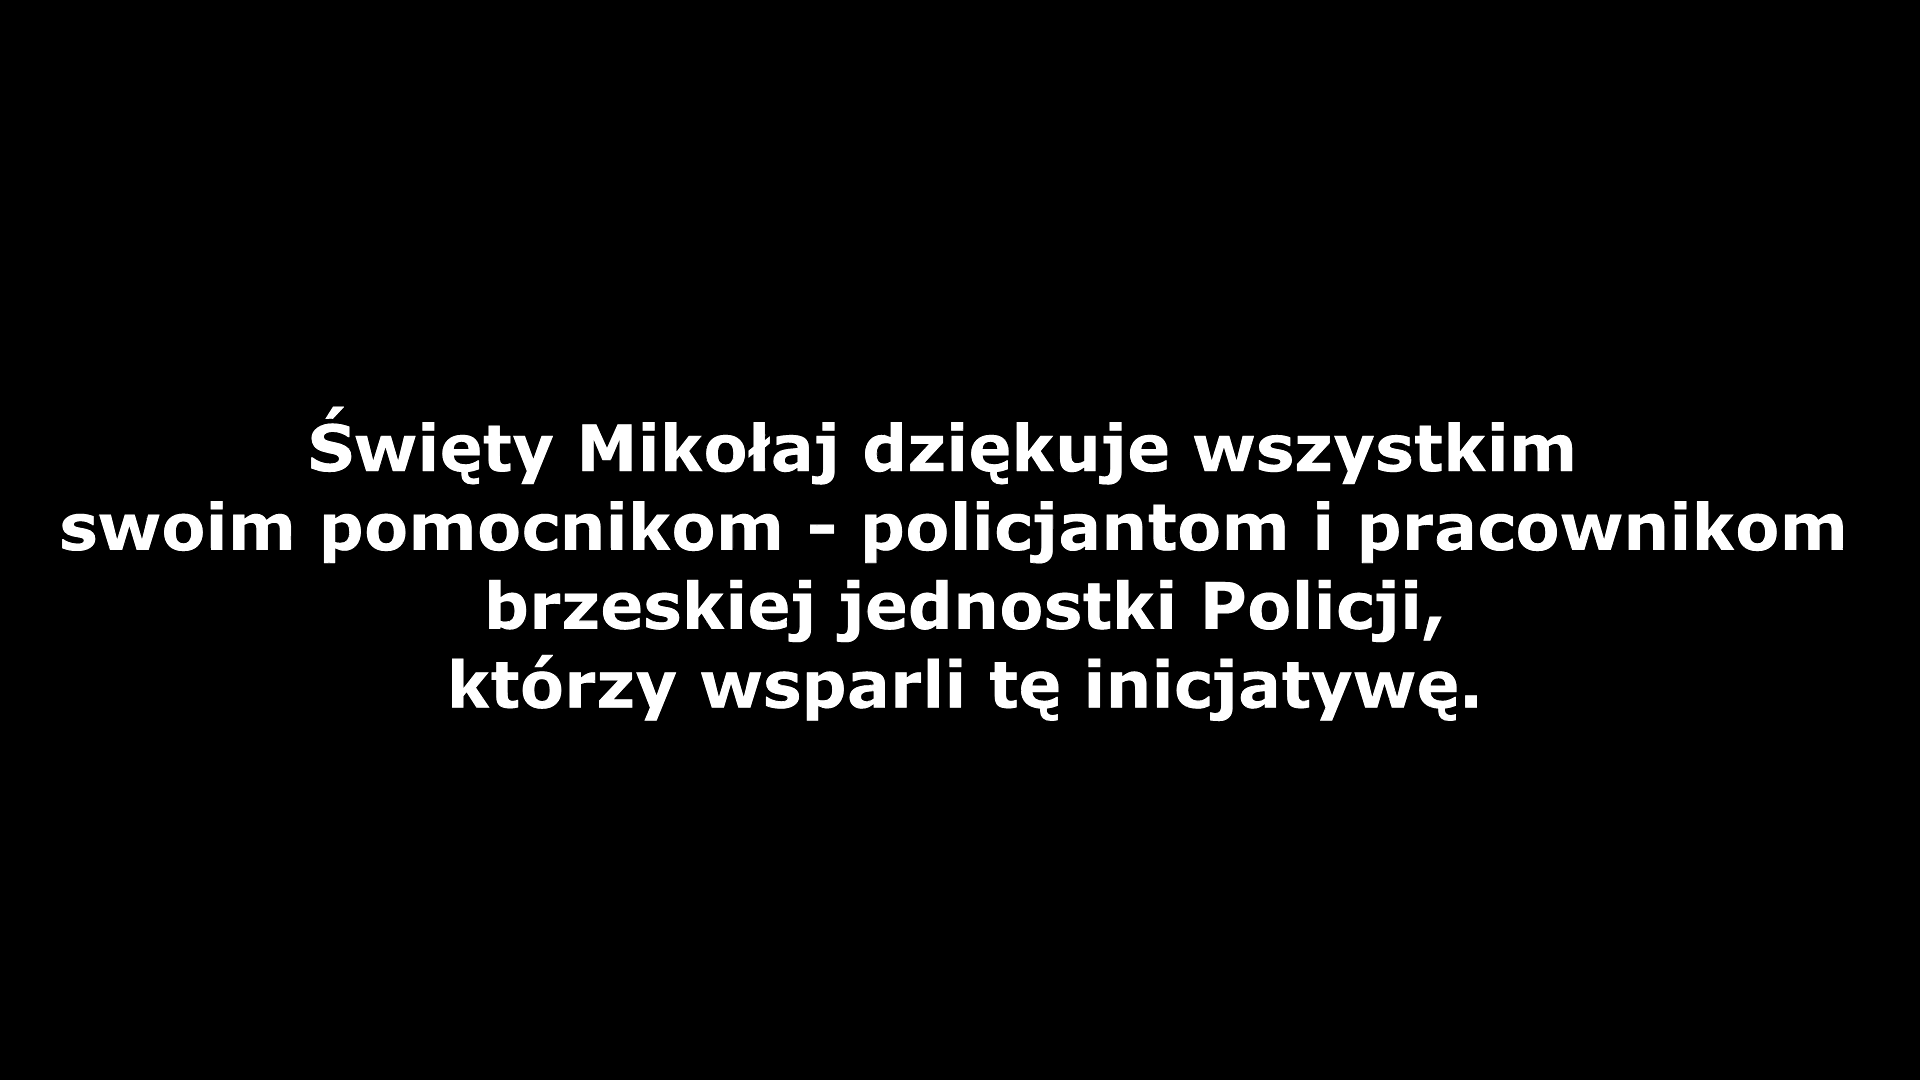 Święty Mikołaj dziękuje wszystkim
swoim pomocnikom - policjantom i pracownikom
brzeskiej jednostki Policji,
którzy wsparli tę inicjatywę.